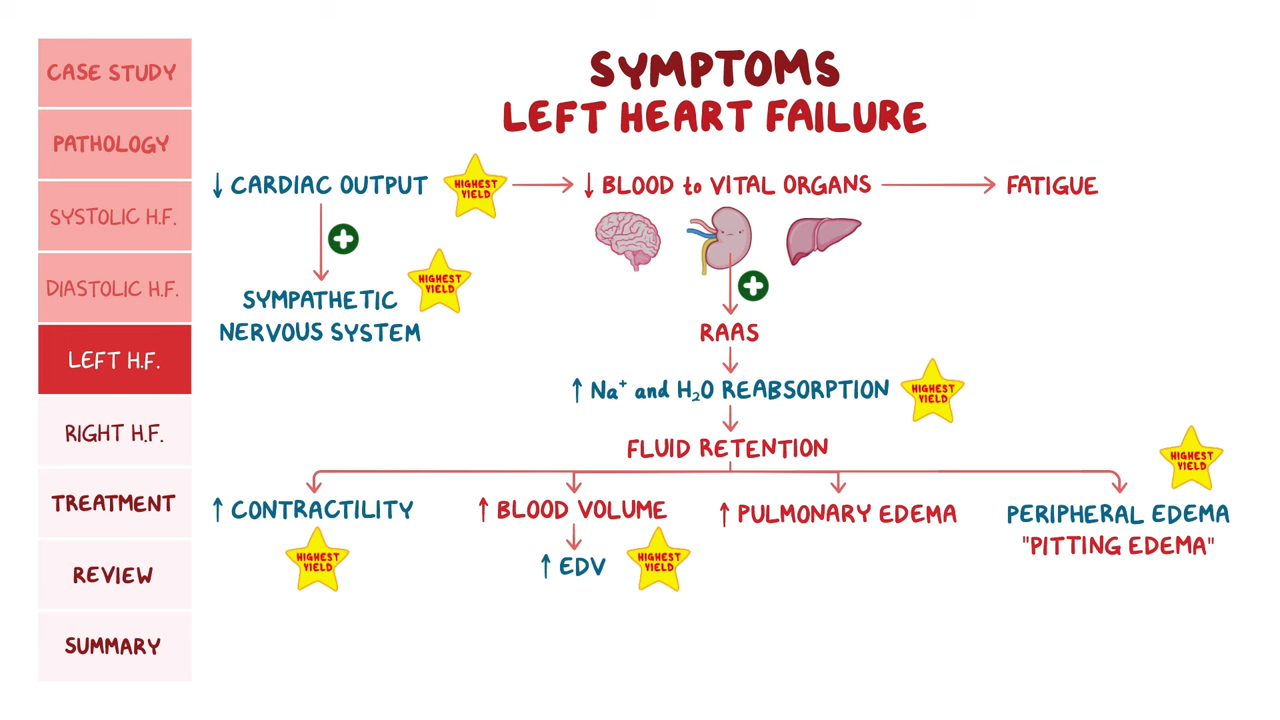 SYMPTOMS
LEFT HEART FAILURE
CASE STUDY
PATHOLOGY
SYSTOLIC H.F.
DIASTOLIC H.F.
LEFT H.F.
RIGHT H.F.
TREATMENT
REVIEW
SUMMARY
↓ CARDIAC OUTPUT
HIGHEST
YIELD
↓ BLOOD to VITAL ORGANS
FATIGUE
+
SYMPATHETIC
NERVOUS SYSTEM
HIGHEST
YIELD
+
RAAS
↑ Na⁺ and H₂O REABSORPTION
HIGHEST
YIELD
FLUID RETENTION
↑ CONTRACTILITY
HIGHEST
YIELD
↑ BLOOD VOLUME
↑ EDV
HIGHEST
YIELD
↑ PULMONARY EDEMA
HIGHEST
YIELD
PERIPHERAL EDEMA
"PITTING EDEMA"